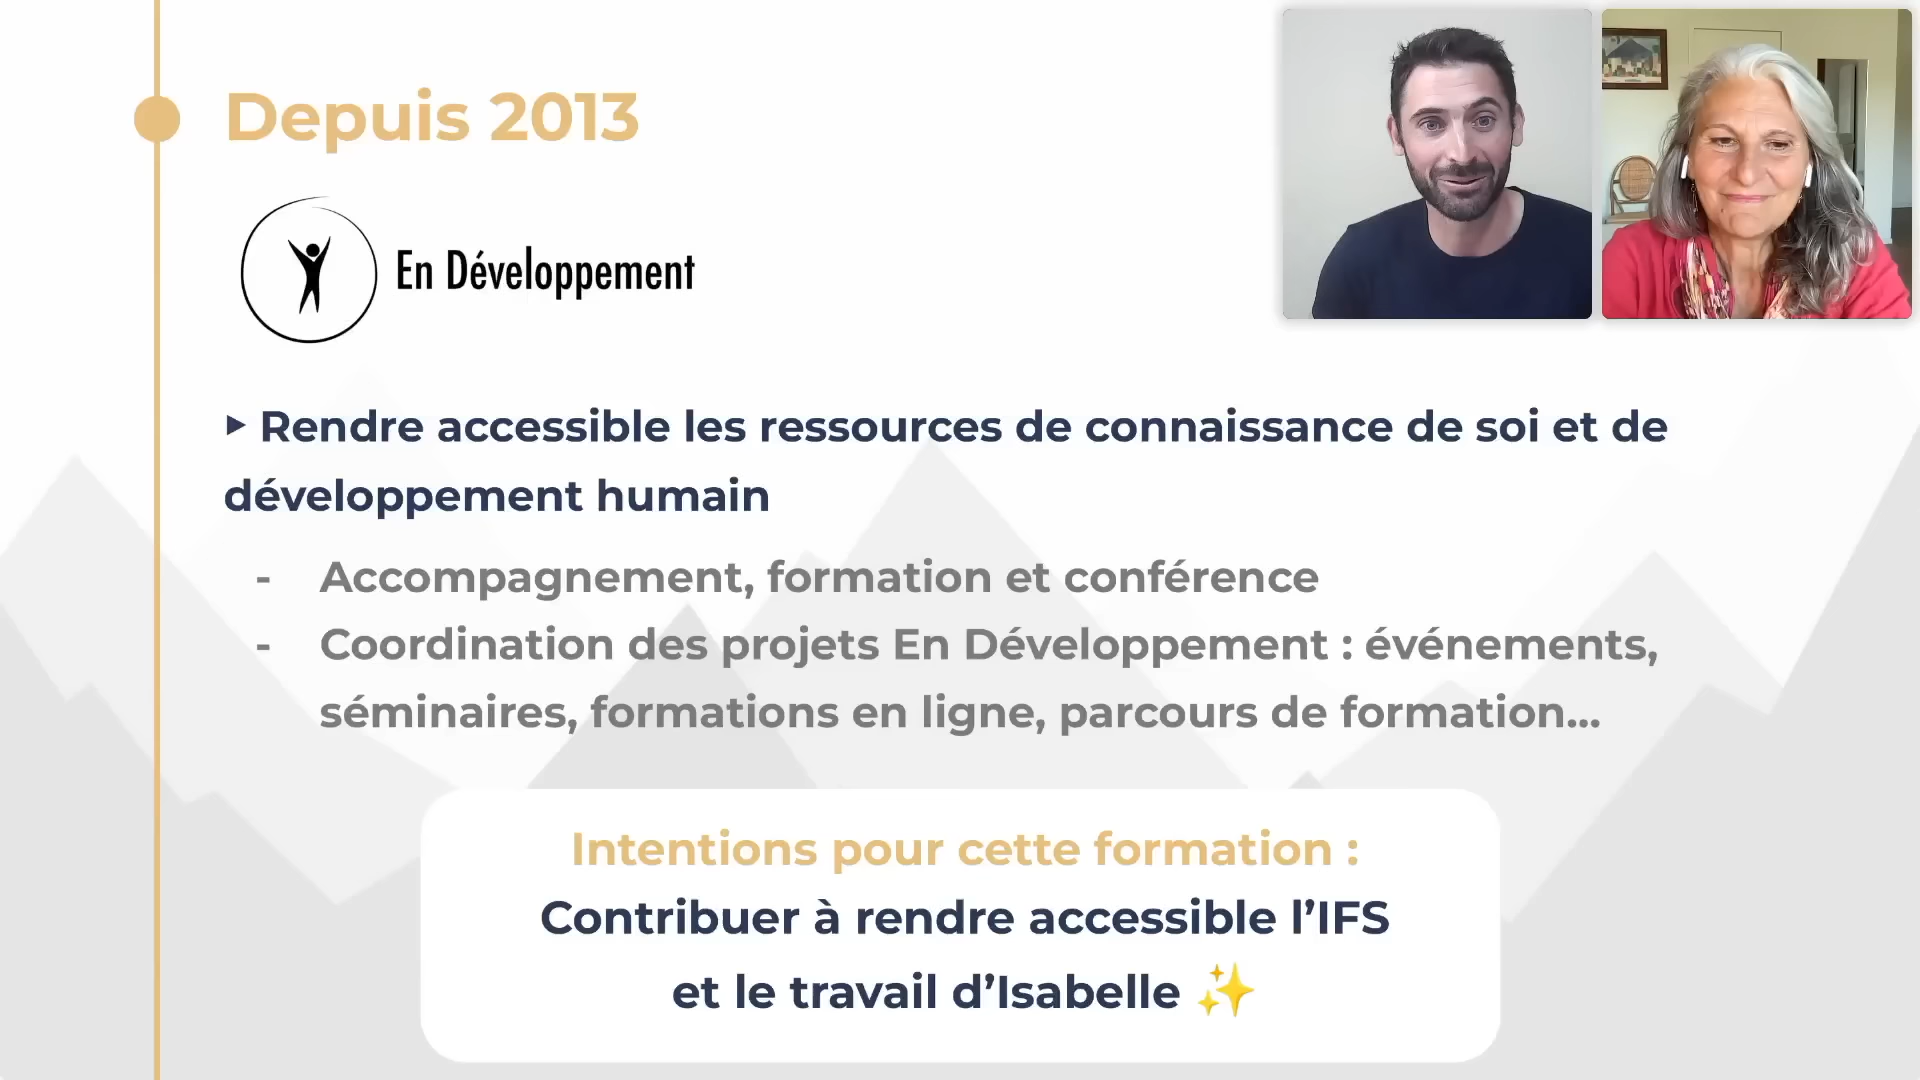 Depuis 2013
En Développement
▸ Rendre accessible les ressources de connaissance de soi et de
développement humain
- Accompagnement, formation et conférence
- Coordination des projets En Développement : événements,
séminaires, formations en ligne, parcours de formation...
Intentions pour cette formation :
Contribuer à rendre accessible l’IFS
et le travail d’Isabelle ✨